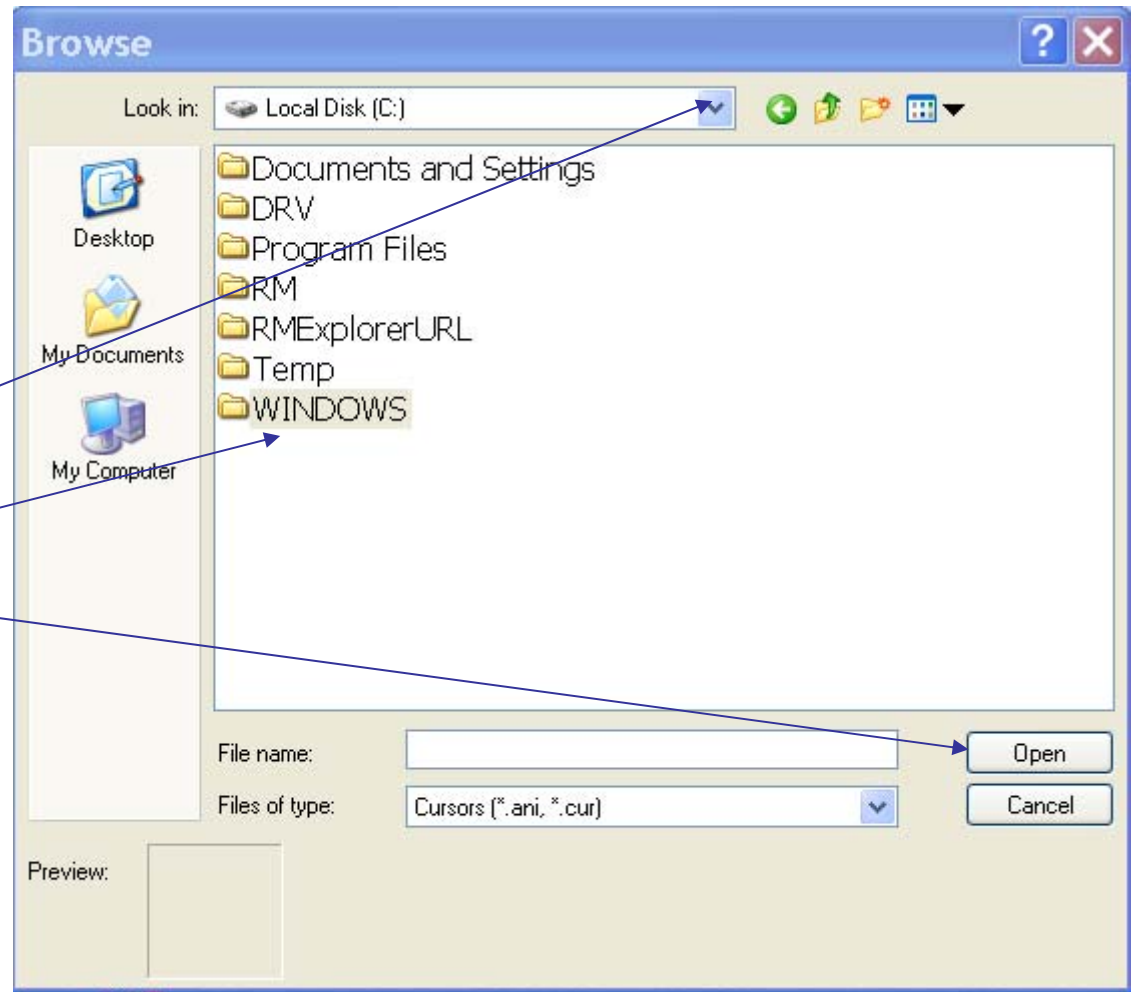 Browse
Look in: Local Disk (C:)
Documents and Settings
DRV
Program Files
RM
RMExplorerURL
Temp
WINDOWS
Desktop
My Documents
My Computer
File name:
Open
Files of type: Cursors (*.ani, *.cur)
Cancel
Preview: